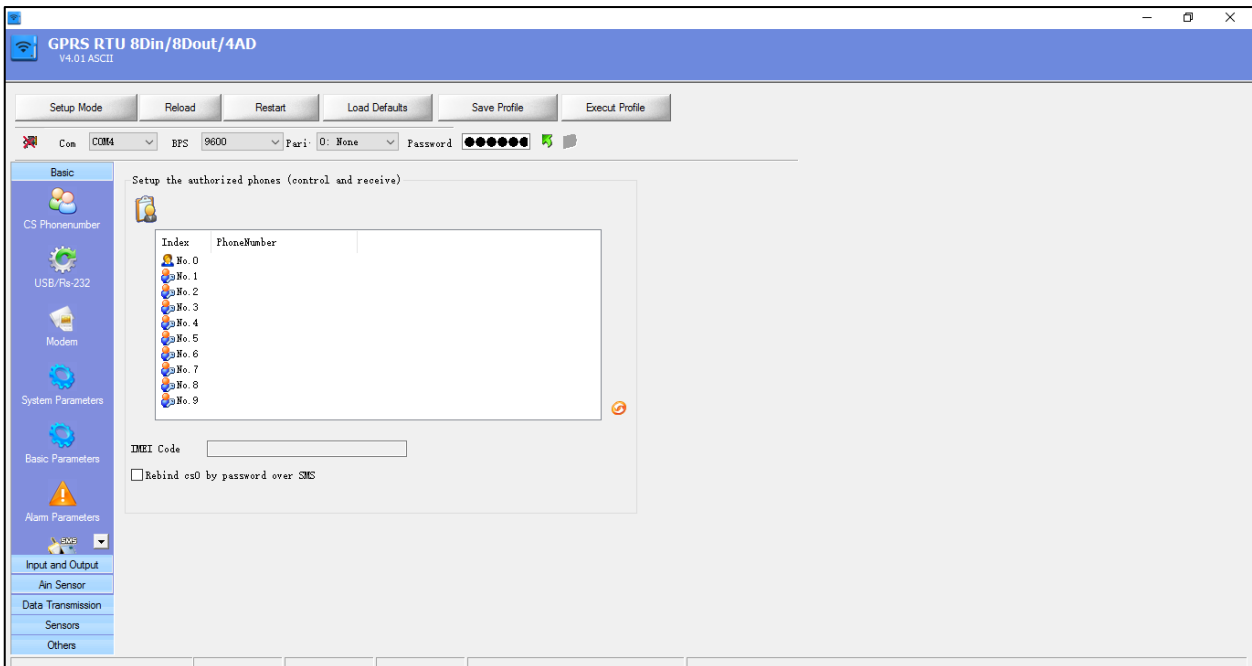 GPRS RTU 8Din/8Dout/4AD
V4.01 ASCII
Setup Mode Reload Restart Load Defaults Save Profile Execut Profile
Com COM4 BPS 9600 Pari 0: None Password ●●●●●●
Basic
CS Phonenumber
USB/Rs-232
Modem
System Parameters
Basic Parameters
Alarm Parameters
SMS
Input and Output
Ain Sensor
Data Transmission
Sensors
Others
Setup the authorized phones (control and receive)
Index PhoneNumber
No. 0
No. 1
No. 2
No. 3
No. 4
No. 5
No. 6
No. 7
No. 8
No. 9
IMEI Code
Rebind cs0 by password over SMS